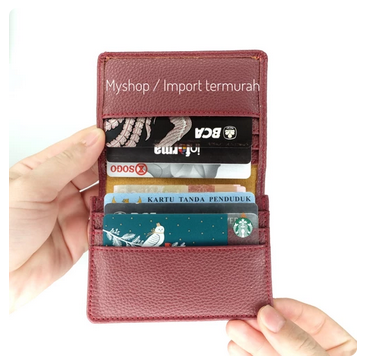 Myshop / Import termurah
BCA
informa
SOGO
KARTU TANDA PENDUDUK